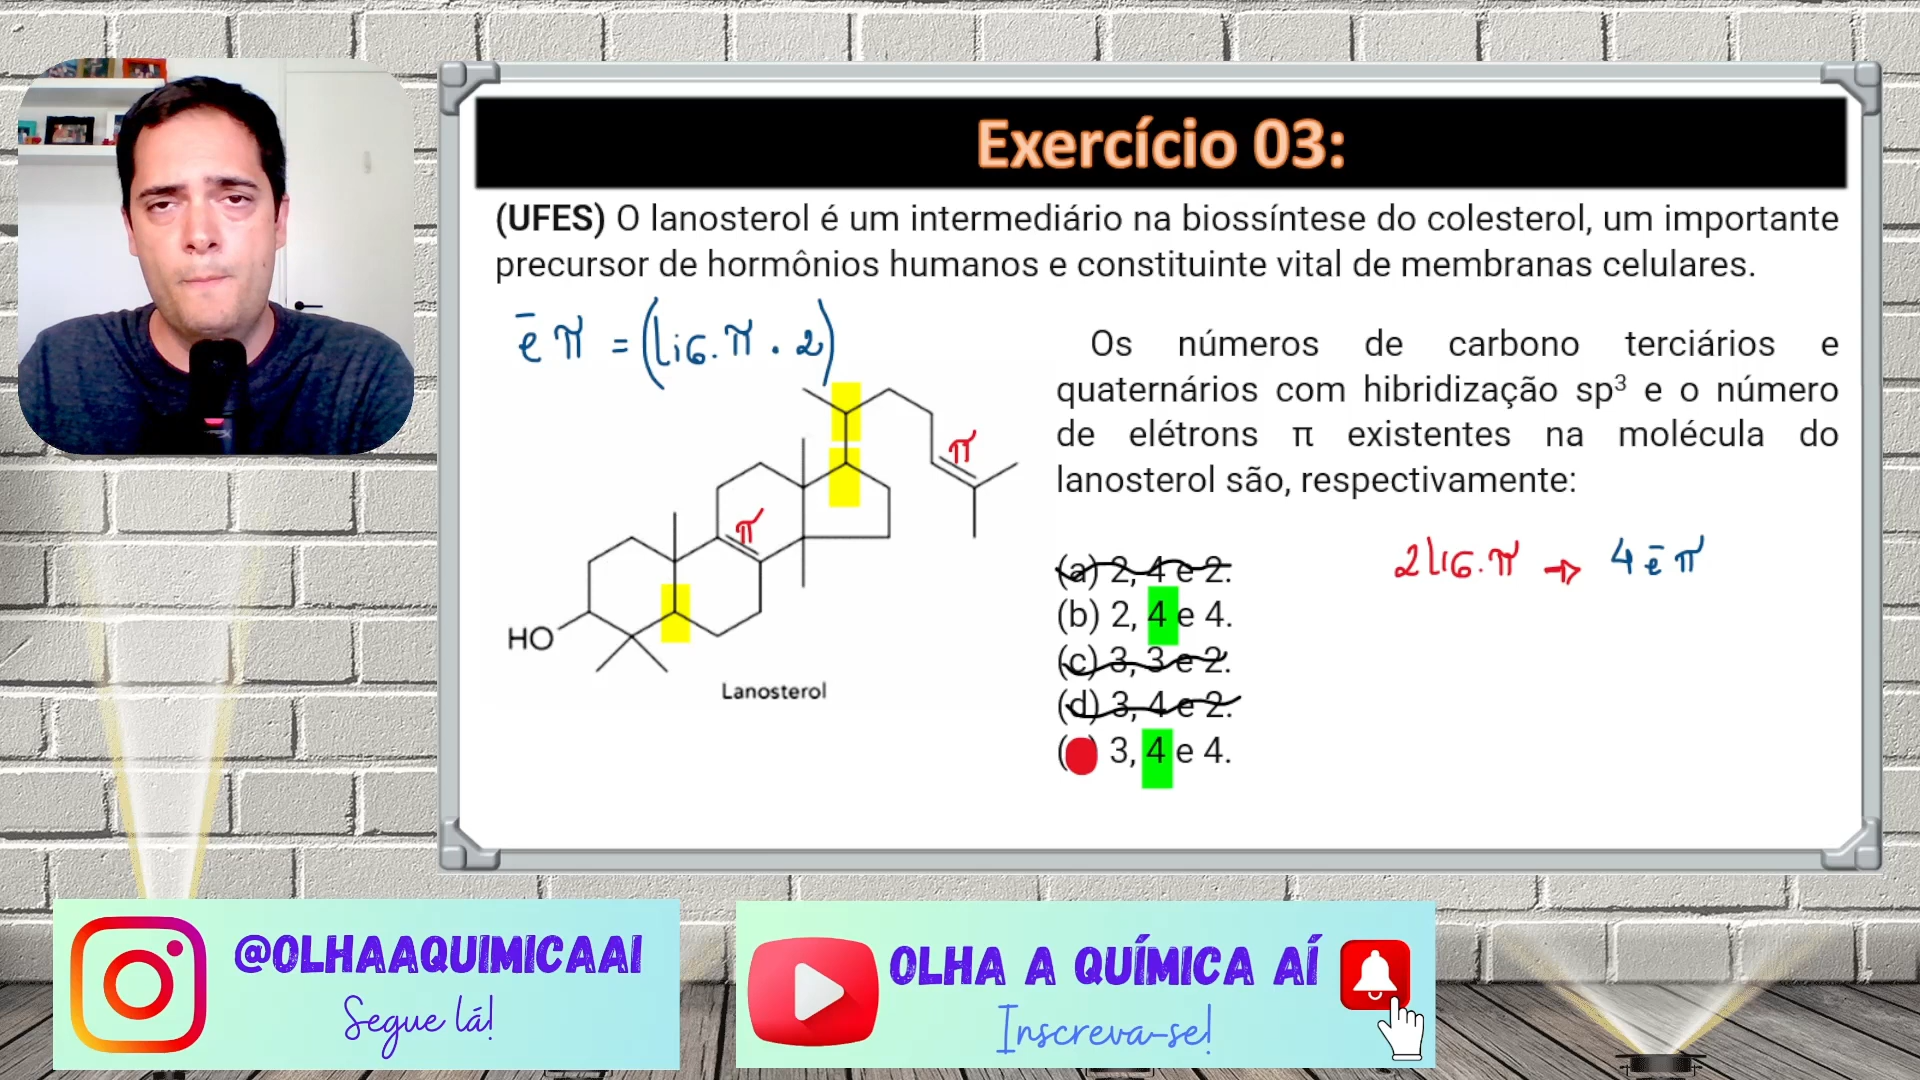 Exercício 03:
(UFES) O lanosterol é um intermediário na biossíntese do colesterol, um importante
precursor de hormônios humanos e constituinte vital de membranas celulares.
ē π = (Lig. π . 2)
Os números de carbono terciários e
quaternários com hibridização sp³ e o número
de elétrons π existentes na molécula do
lanosterol são, respectivamente:
π
π
HO
Lanosterol
2 Lig. π → 4 ē π
(a) 2, 4 e 2.
(b) 2, 4 e 4.
(c) 3, 3 e 2.
(d) 3, 4 e 2.
( ) 3, 4 e 4.
@OLHAAQUIMICAAI
Segue lá!
OLHA A QUÍMICA AÍ
Inscreva-se!